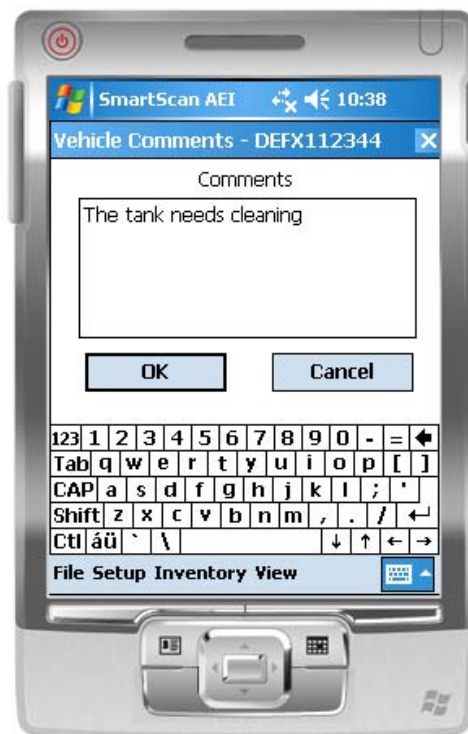 SmartScan AEI 10:38
Vehicle Comments - DEFX112344 X
Comments
The tank needs cleaning
OK Cancel
123 1 2 3 4 5 6 7 8 9 0 - =
Tab q w e r t y u i o p [ ]
CAP a s d f g h j k l ; '
Shift z x c v b n m , . /
Ctl áü ` \
File Setup Inventory View